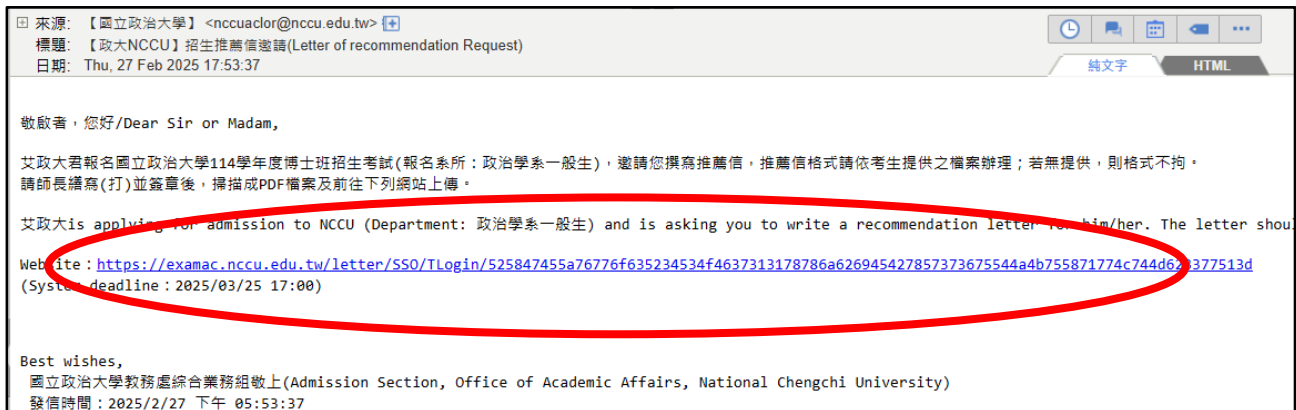 來源: 【國立政治大學】 <nccuaclor@nccu.edu.tw>
標題: 【政大NCCU】招生推薦信邀請(Letter of recommendation Request)
日期: Thu, 27 Feb 2025 17:53:37
純文字 HTML
敬啟者，您好/Dear Sir or Madam,
艾政大君報名國立政治大學114學年度博士班招生考試(報名系所：政治學系一般生)，邀請您撰寫推薦信，推薦信格式請依考生提供之檔案辦理；若無提供，則格式不拘。
請師長繕寫(打)並簽章後，掃描成PDF檔案及前往下列網站上傳。
艾政大is applying for admission to NCCU (Department: 政治學系一般生) and is asking you to write a recommendation letter for him/her. The letter shoul
Website：https://examac.nccu.edu.tw/letter/SSO/TLogin/
(System deadline：2025/03/25 17:00)
Best wishes,
國立政治大學教務處綜合業務組敬上(Admission Section, Office of Academic Affairs, National Chengchi University)
發信時間：2025/2/27 下午 05:53:37